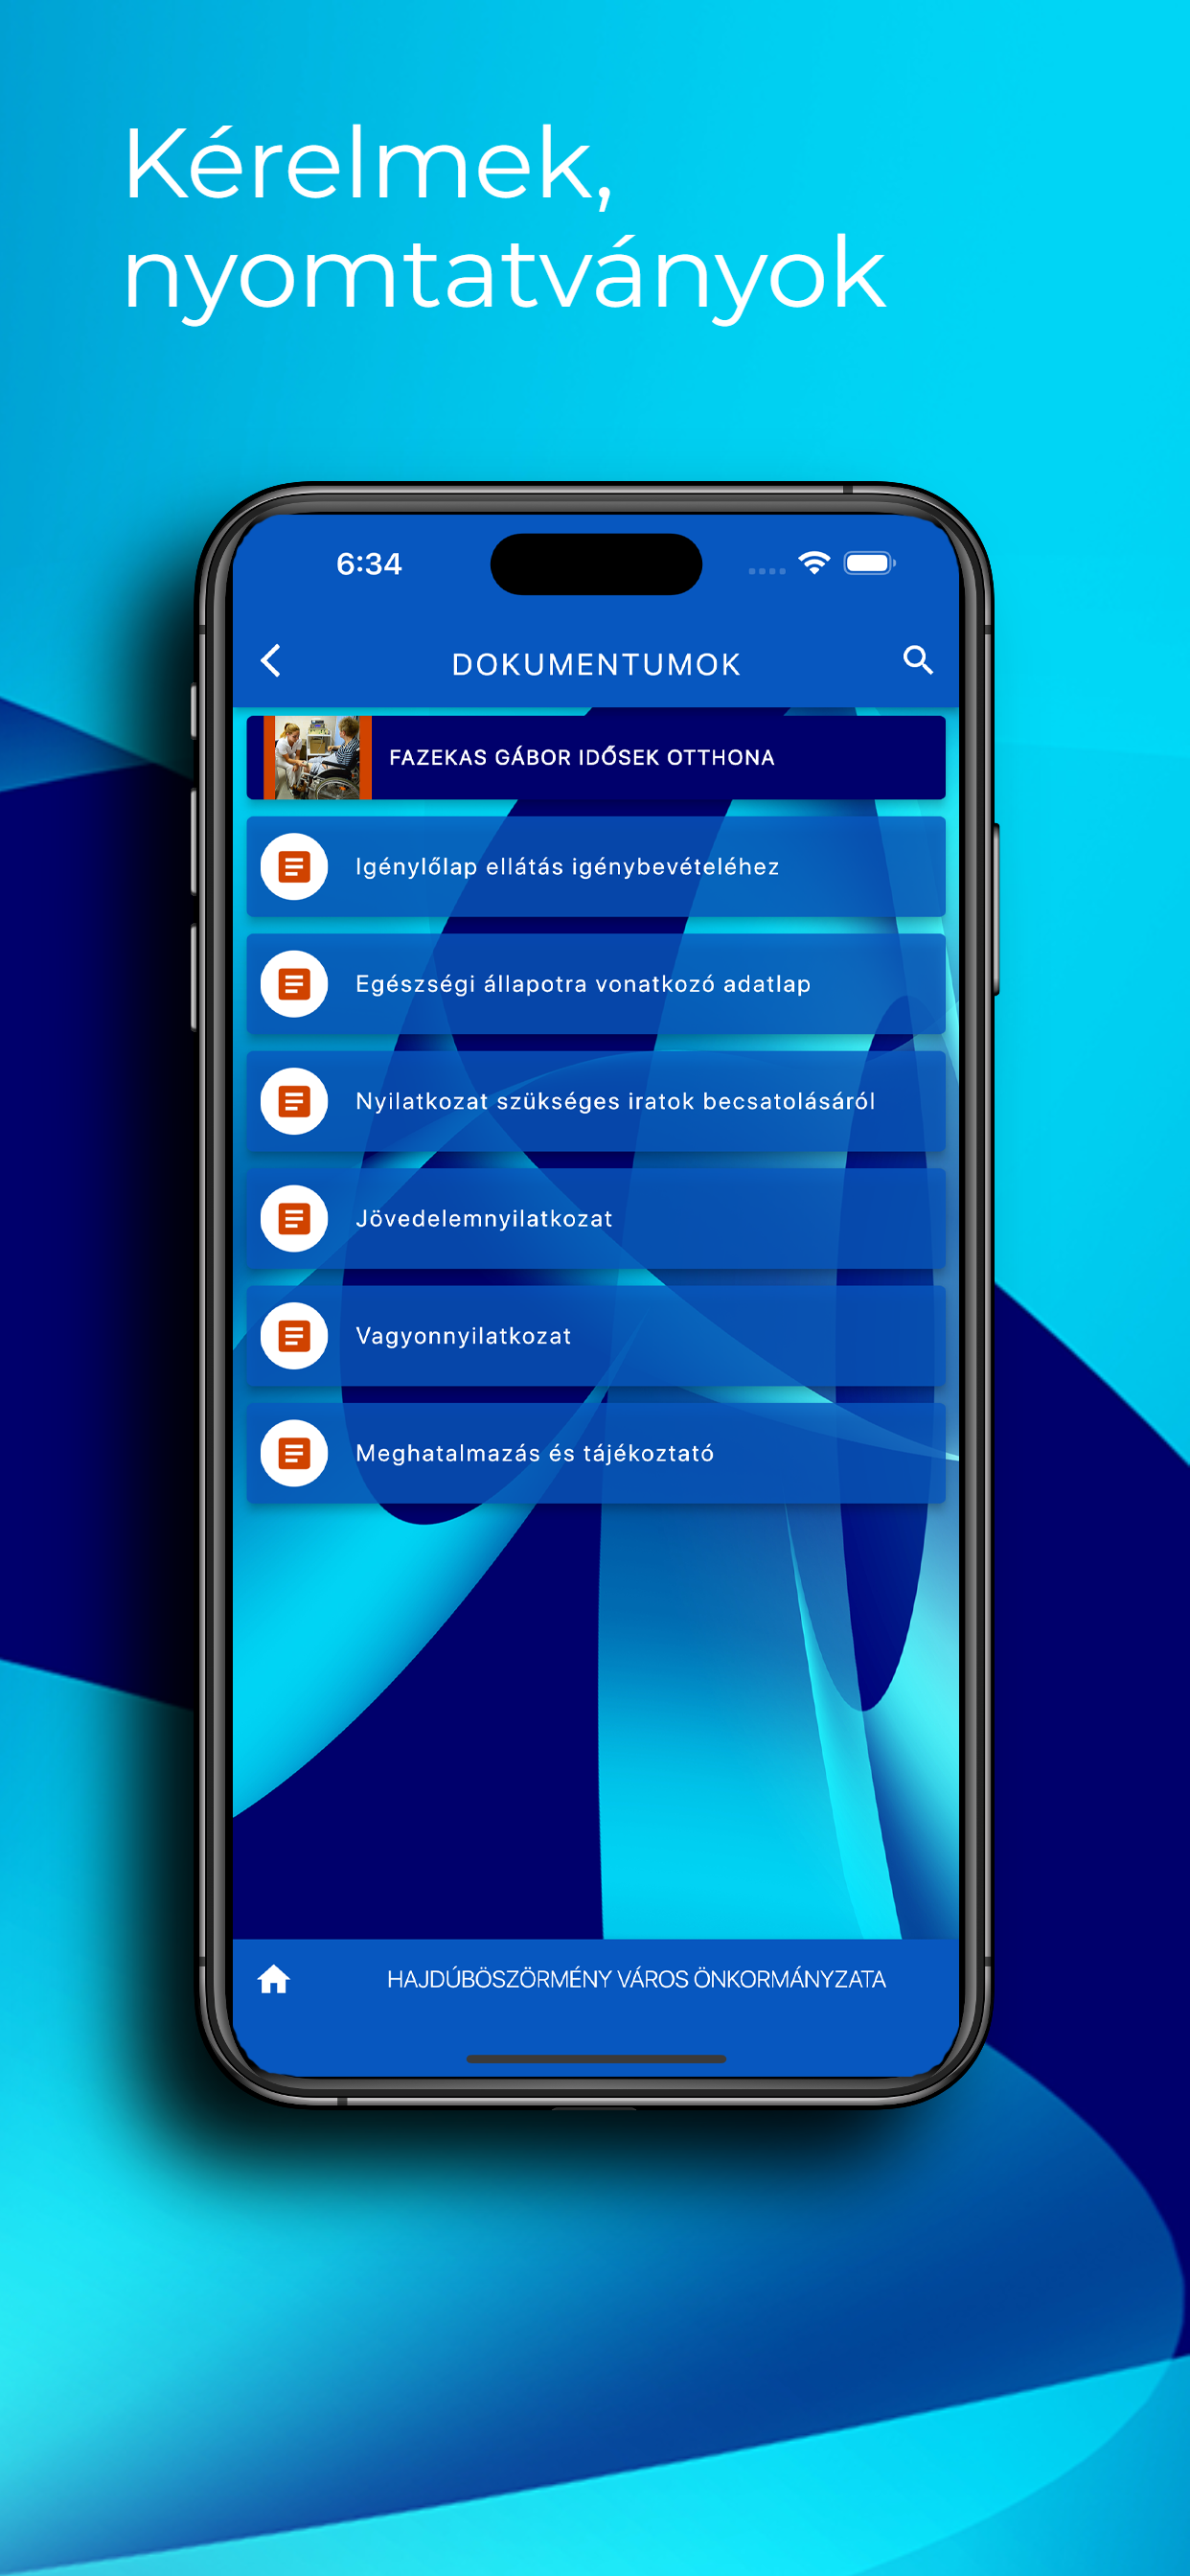 Kérelmek,
nyomtatványok
6:34
DOKUMENTUMOK
FAZEKAS GÁBOR IDŐSEK OTTHONA
Igénylőlap ellátás igénybevételéhez
Egészségi állapotra vonatkozó adatlap
Nyilatkozat szükséges iratok becsatolásáról
Jövedelemnyilatkozat
Vagyonnyilatkozat
Meghatalmazás és tájékoztató
HAJDÚBÖSZÖRMÉNY VÁROS ÖNKORMÁNYZATA